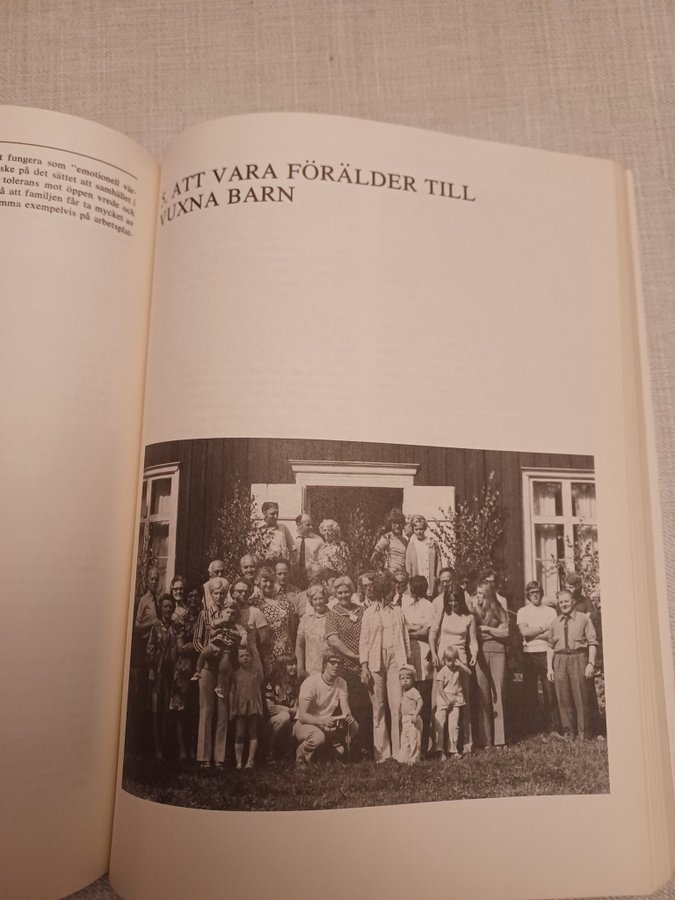 t fungera som "emotionell vär-
ske på det sättet att samhället i
tolerans mot öppen vrede och
å att familjen får ta mycket av
mma exempelvis på arbetsplat-
5. ATT VARA FÖRÄLDER TILL
VUXNA BARN